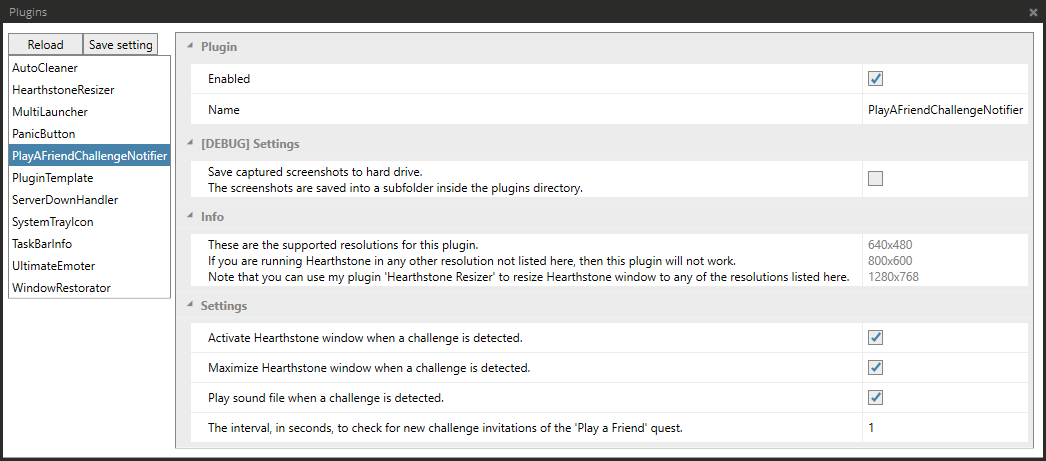 Plugins
Reload Save setting
AutoCleaner
HearthstoneResizer
MultiLauncher
PanicButton
PlayAFriendChallengeNotifier
PluginTemplate
ServerDownHandler
SystemTrayIcon
TaskBarInfo
UltimateEmoter
WindowRestorator
Plugin
Enabled
Name PlayAFriendChallengeNotifier
[DEBUG] Settings
Save captured screenshots to hard drive.
The screenshots are saved into a subfolder inside the plugins directory.
Info
These are the supported resolutions for this plugin. 640x480
If you are running Hearthstone in any other resolution not listed here, then this plugin will not work. 800x600
Note that you can use my plugin 'Hearthstone Resizer' to resize Hearthstone window to any of the resolutions listed here. 1280x768
Settings
Activate Hearthstone window when a challenge is detected.
Maximize Hearthstone window when a challenge is detected.
Play sound file when a challenge is detected.
The interval, in seconds, to check for new challenge invitations of the 'Play a Friend' quest. 1